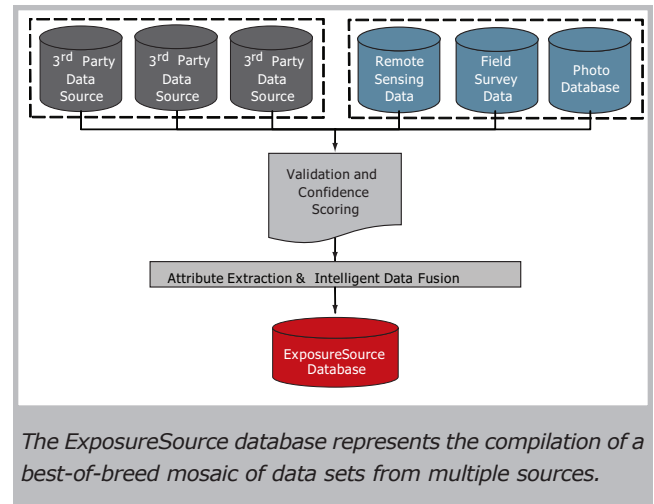 3rd Party
Data
Source
3rd Party
Data
Source
3rd Party
Data
Source
Remote
Sensing
Data
Field
Survey
Data
Photo
Database
Validation and
Confidence
Scoring
Attribute Extraction & Intelligent Data Fusion
ExposureSource
Database
The ExposureSource database represents the compilation of a
best-of-breed mosaic of data sets from multiple sources.